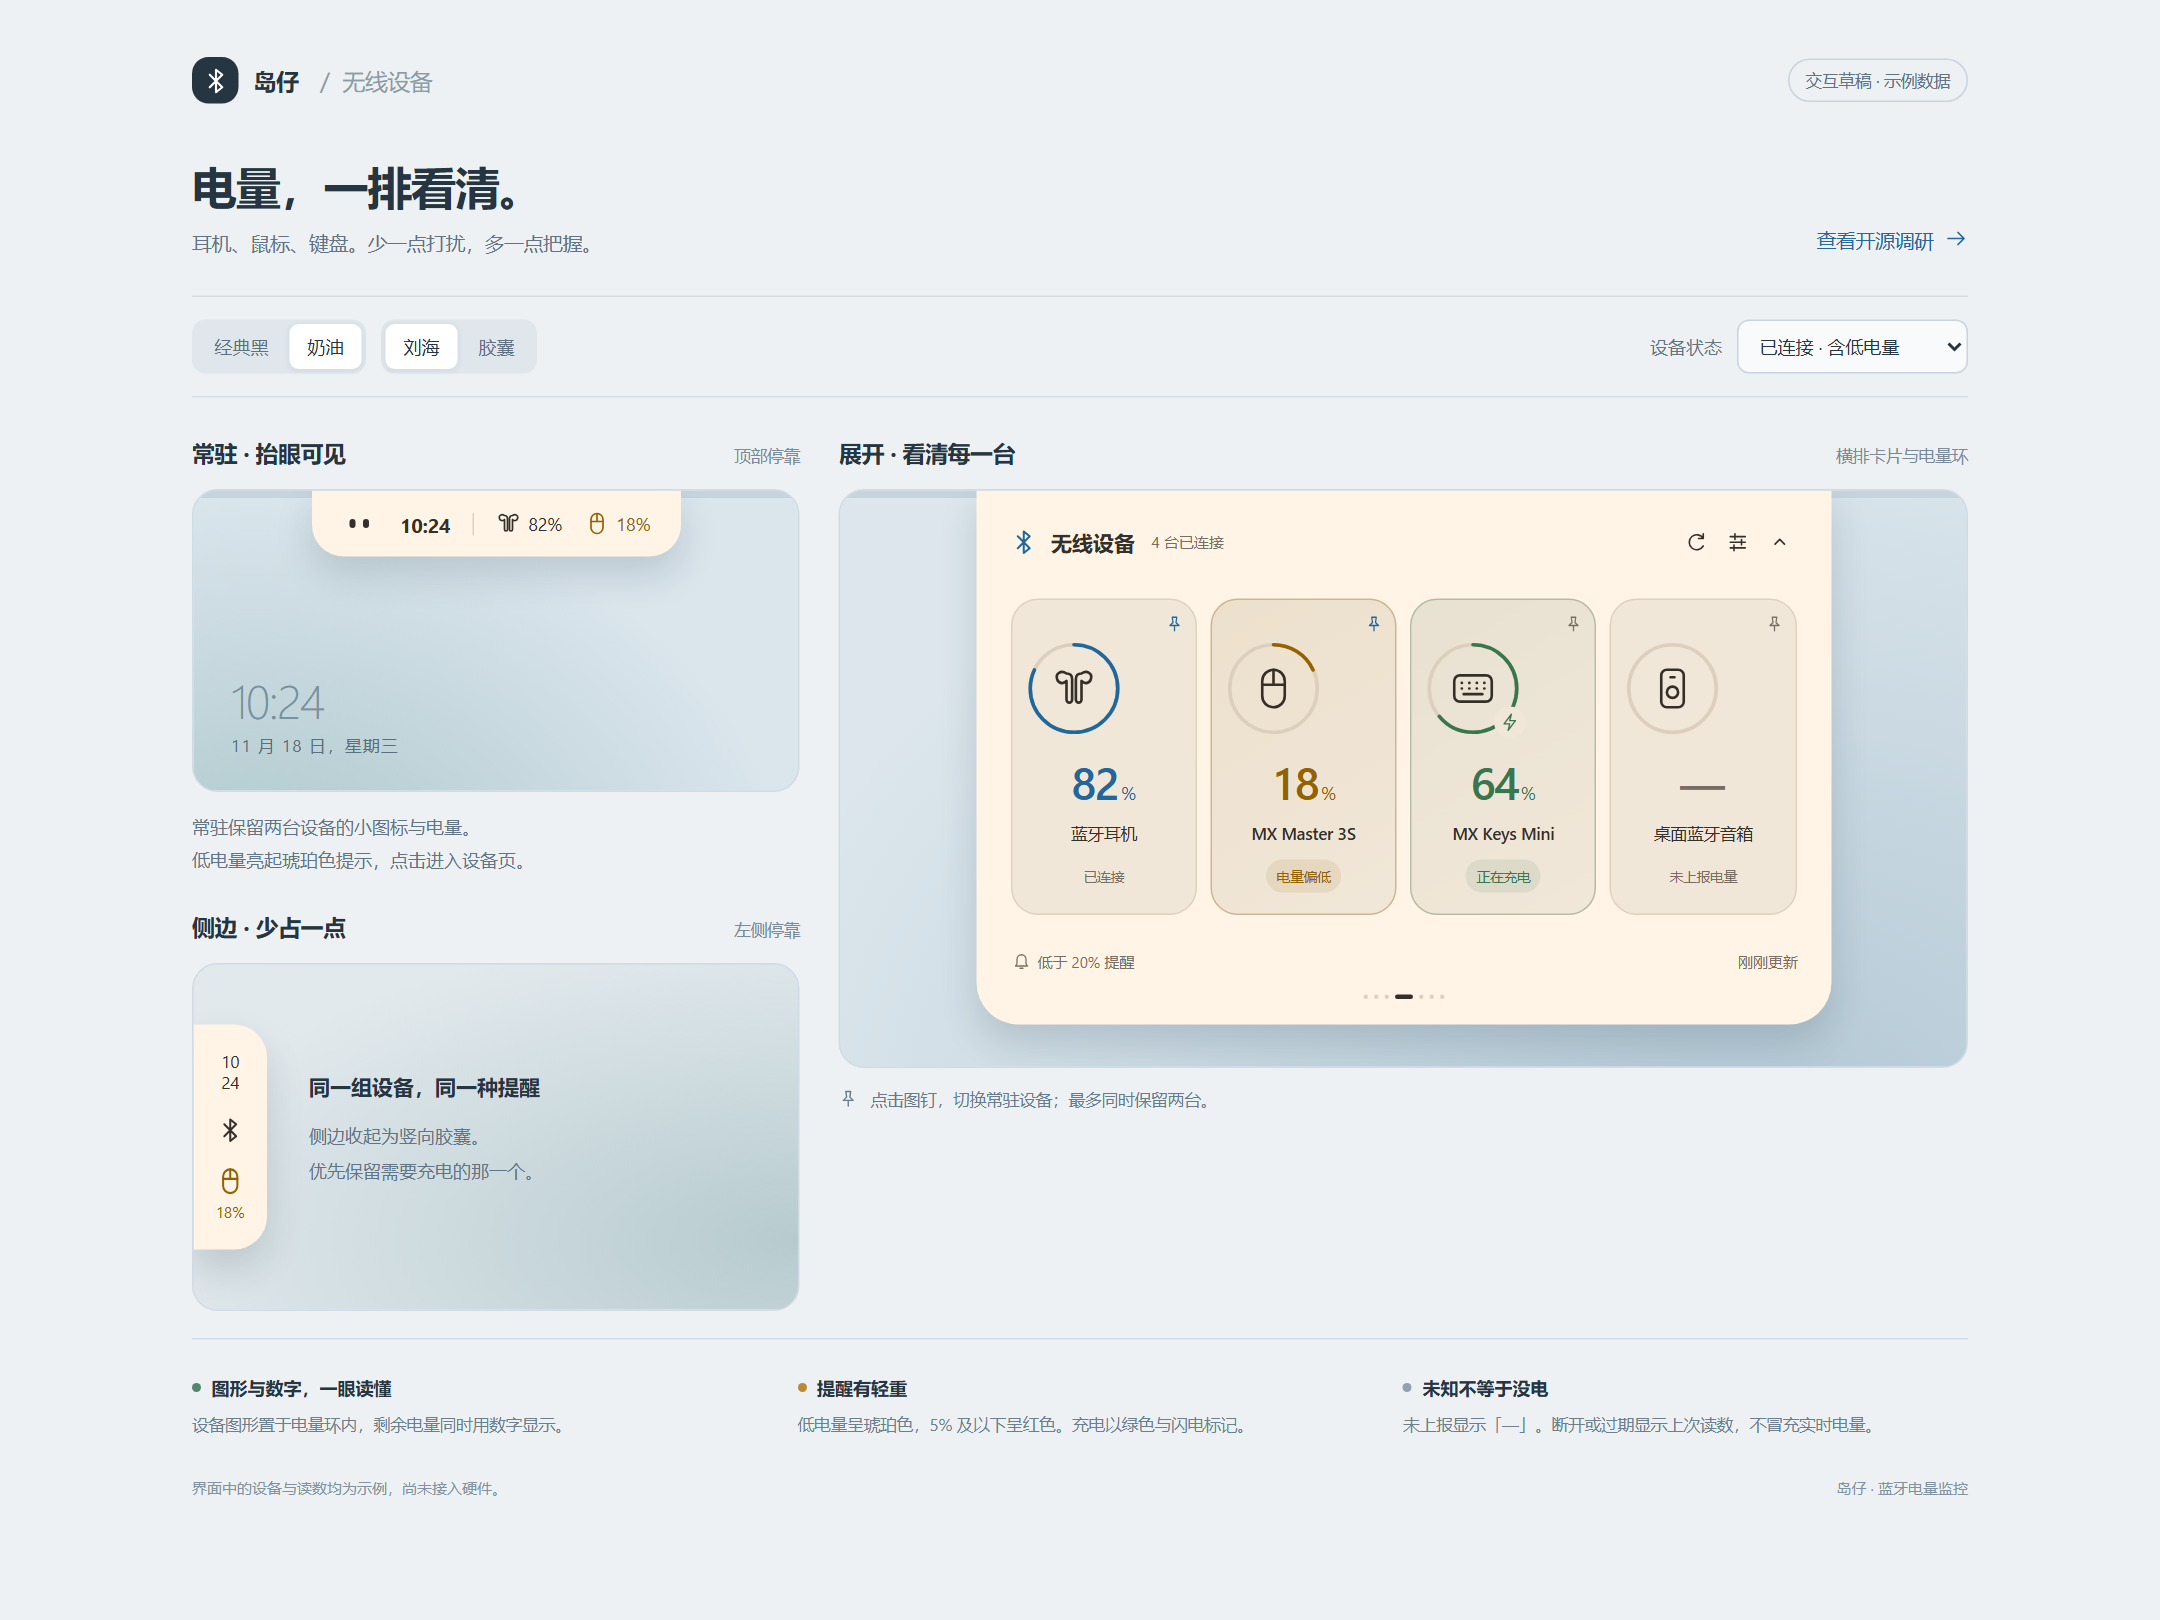 岛仔 / 无线设备
交互草稿 · 示例数据
电量，一排看清。
耳机、鼠标、键盘。少一点打扰，多一点把握。
查看开源调研 →
经典黑 奶油 刘海 胶囊
设备状态 已连接 · 含低电量
常驻 · 抬眼可见
顶部停靠
10:24 82% 18%
10:24
11 月 18 日，星期三
常驻保留两台设备的小图标与电量。
低电量亮起琥珀色提示，点击进入设备页。
侧边 · 少占一点
左侧停靠
10
24
18%
同一组设备，同一种提醒
侧边收起为竖向胶囊。
优先保留需要充电的那一个。
展开 · 看清每一台
横排卡片与电量环
无线设备 4 台已连接
82%
蓝牙耳机
已连接
18%
MX Master 3S
电量偏低
64%
MX Keys Mini
正在充电
—
桌面蓝牙音箱
未上报电量
低于 20% 提醒
刚刚更新
点击图钉，切换常驻设备；最多同时保留两台。
图形与数字，一眼读懂
设备图形置于电量环内，剩余电量同时用数字显示。
提醒有轻重
低电量呈琥珀色，5% 及以下呈红色。充电以绿色与闪电标记。
未知不等于没电
未上报显示「—」。断开或过期显示上次读数，不冒充实时电量。
界面中的设备与读数均为示例，尚未接入硬件。
岛仔 · 蓝牙电量监控